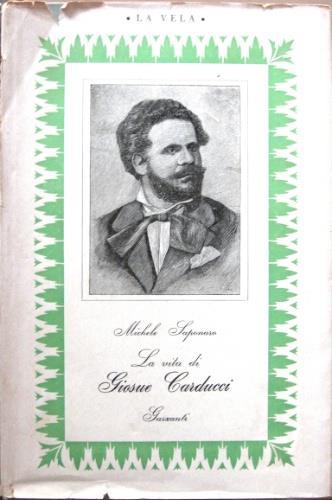 • LA VELA •
Michele Saponaro
La vita di
Giosue Carducci
Garzanti